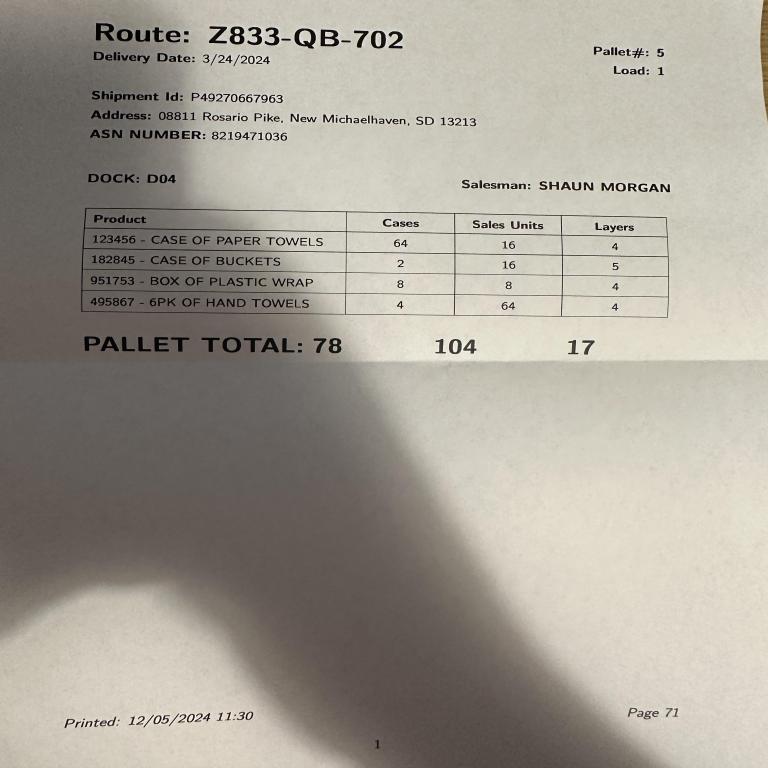 Route: Z833-QB-702
Delivery Date: 3/24/2024
Pallet#: 5
Load: 1
Shipment Id: P49270667963
Address: 08811 Rosario Pike, New Michaelhaven, SD 13213
ASN NUMBER: 8219471036
DOCK: D04
Salesman: SHAUN MORGAN
Product Cases Sales Units Layers
123456 - CASE OF PAPER TOWELS 64 16 4
182845 - CASE OF BUCKETS 2 16 5
951753 - BOX OF PLASTIC WRAP 8 8 4
495867 - 6PK OF HAND TOWELS 4 64 4
PALLET TOTAL: 78 104 17
Printed: 12/05/2024 11:30
Page 71
1